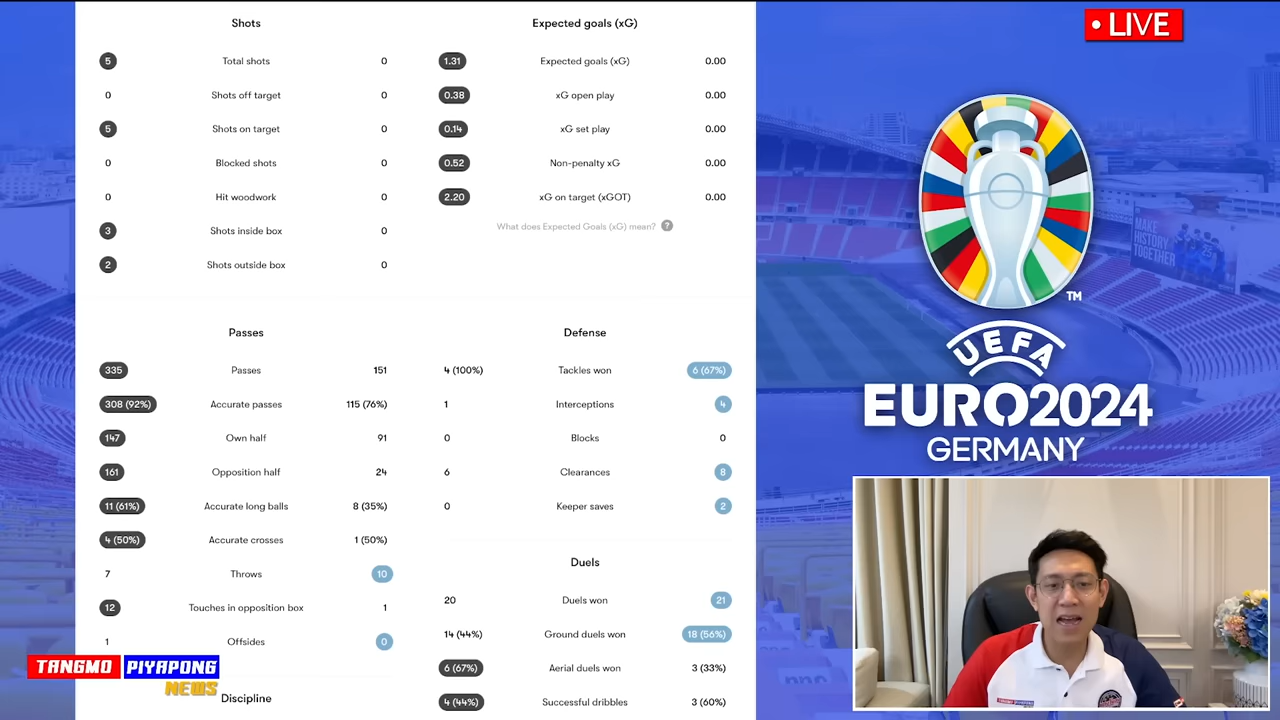 Shots
5 Total shots 0
0 Shots off target 0
5 Shots on target 0
0 Blocked shots 0
0 Hit woodwork 0
3 Shots inside box 0
2 Shots outside box 0
Expected goals (xG)
1.31 Expected goals (xG) 0.00
0.38 xG open play 0.00
0.14 xG set play 0.00
0.52 Non-penalty xG 0.00
2.20 xG on target (xGOT) 0.00
What does Expected Goals (xG) mean? ?
Passes
335 Passes 151
308 (92%) Accurate passes 115 (76%)
147 Own half 91
161 Opposition half 24
11 (61%) Accurate long balls 8 (35%)
4 (50%) Accurate crosses 1 (50%)
7 Throws 10
12 Touches in opposition box 1
1 Offsides 0
Discipline
Defense
4 (100%) Tackles won 6 (67%)
1 Interceptions 4
0 Blocks 0
6 Clearances 8
0 Keeper saves 2
Duels
20 Duels won 21
14 (44%) Ground duels won 18 (56%)
6 (67%) Aerial duels won 3 (33%)
4 (44%) Successful dribbles 3 (60%)
LIVE
MAKE
HISTORY
TOGETHER
TM
UEFA
EURO2024
GERMANY
TANGMO PIYAPONG
NEWS